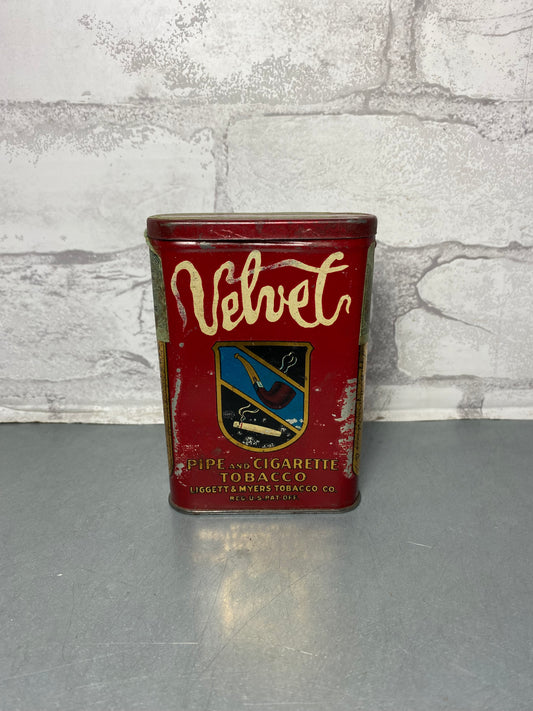 Velvet
PIPE AND CIGARETTE
TOBACCO
LIGGETT & MYERS TOBACCO CO.
REG. U.S. PAT. OFF.